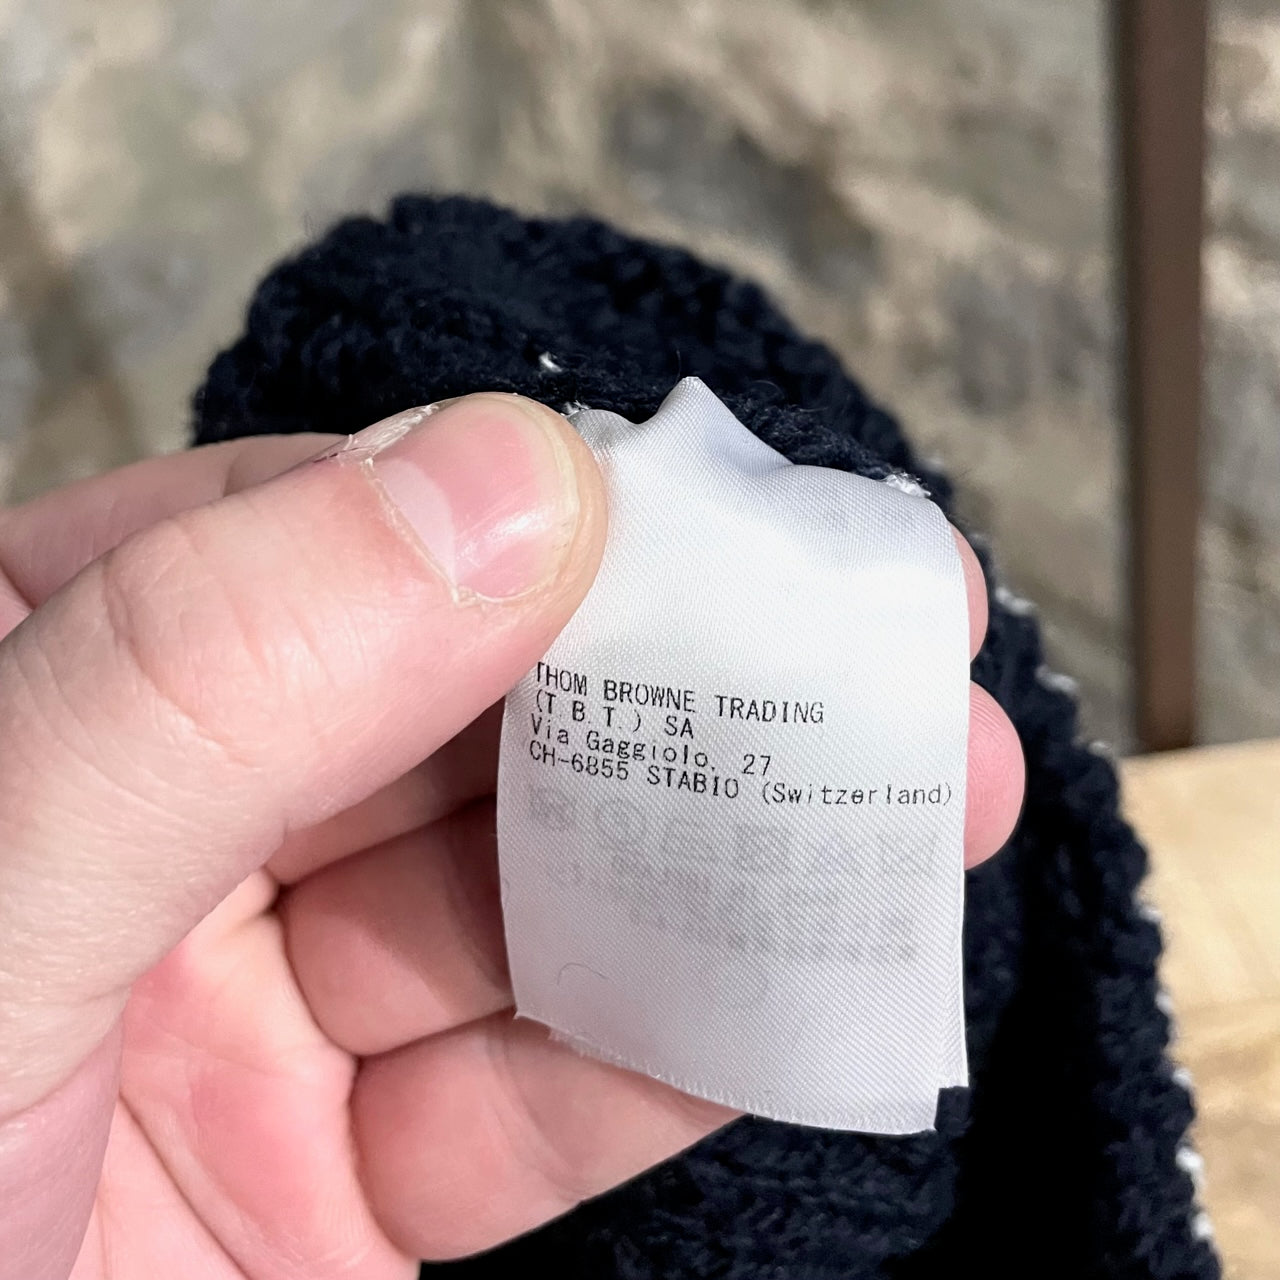 THOM BROWNE TRADING
(T.B.T.) SA
Via Gaggiolo, 27
CH-6855 STABIO (Switzerland)